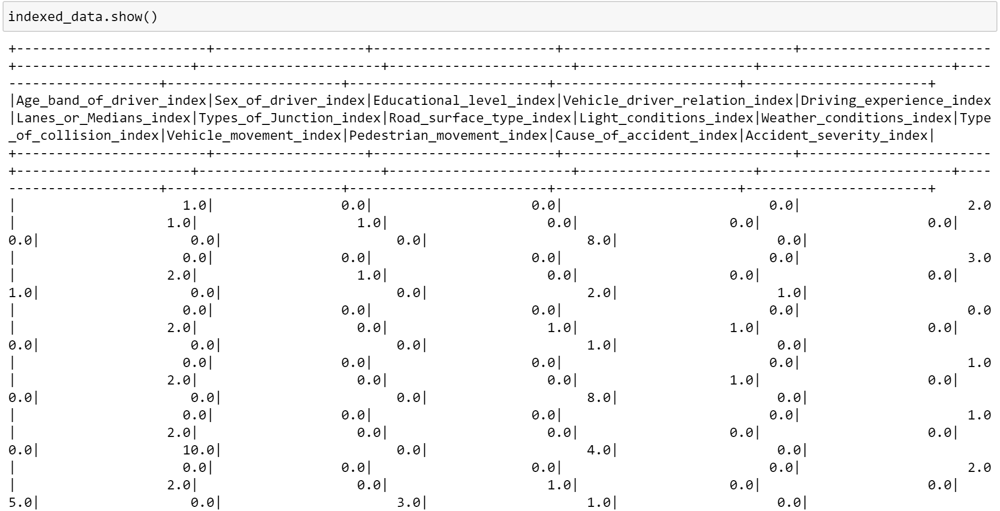 indexed_data.show()
+------------------------+-------------------+-----------------------+-----------------------------+------------------------
+----------------------+-----------------------+-----------------------+----------------------+------------------------+----
-------------------+----------------------+-------------------------+-----------------------+-----------------------+
|Age_band_of_driver_index|Sex_of_driver_index|Educational_level_index|Vehicle_driver_relation_index|Driving_experience_index
|Lanes_or_Medians_index|Types_of_Junction_index|Road_surface_type_index|Light_conditions_index|Weather_conditions_index|Type
_of_collision_index|Vehicle_movement_index|Pedestrian_movement_index|Cause_of_accident_index|Accident_severity_index|
+------------------------+-------------------+-----------------------+-----------------------------+------------------------
+----------------------+-----------------------+-----------------------+----------------------+------------------------+----
-------------------+----------------------+-------------------------+-----------------------+-----------------------+
|                     1.0|                0.0|                    0.0|                          0.0|                     2.0
|                   1.0|                    1.0|                    0.0|                   0.0|                     0.0|
0.0|                   0.0|                      0.0|                    8.0|                    0.0|
|                     0.0|                0.0|                    0.0|                          0.0|                     3.0
|                   2.0|                    1.0|                    0.0|                   0.0|                     0.0|
1.0|                   0.0|                      0.0|                    2.0|                    1.0|
|                     0.0|                0.0|                    0.0|                          0.0|                     0.0
|                   2.0|                    0.0|                    1.0|                   1.0|                     0.0|
0.0|                   0.0|                      0.0|                    1.0|                    0.0|
|                     0.0|                0.0|                    0.0|                          0.0|                     1.0
|                   2.0|                    0.0|                    0.0|                   1.0|                     0.0|
0.0|                   0.0|                      0.0|                    8.0|                    0.0|
|                     0.0|                0.0|                    0.0|                          0.0|                     1.0
|                   2.0|                    0.0|                    0.0|                   0.0|                     0.0|
0.0|                  10.0|                      0.0|                    4.0|                    0.0|
|                     0.0|                0.0|                    0.0|                          0.0|                     2.0
|                   2.0|                    0.0|                    1.0|                   0.0|                     0.0|
5.0|                   0.0|                      3.0|                    1.0|                    0.0|